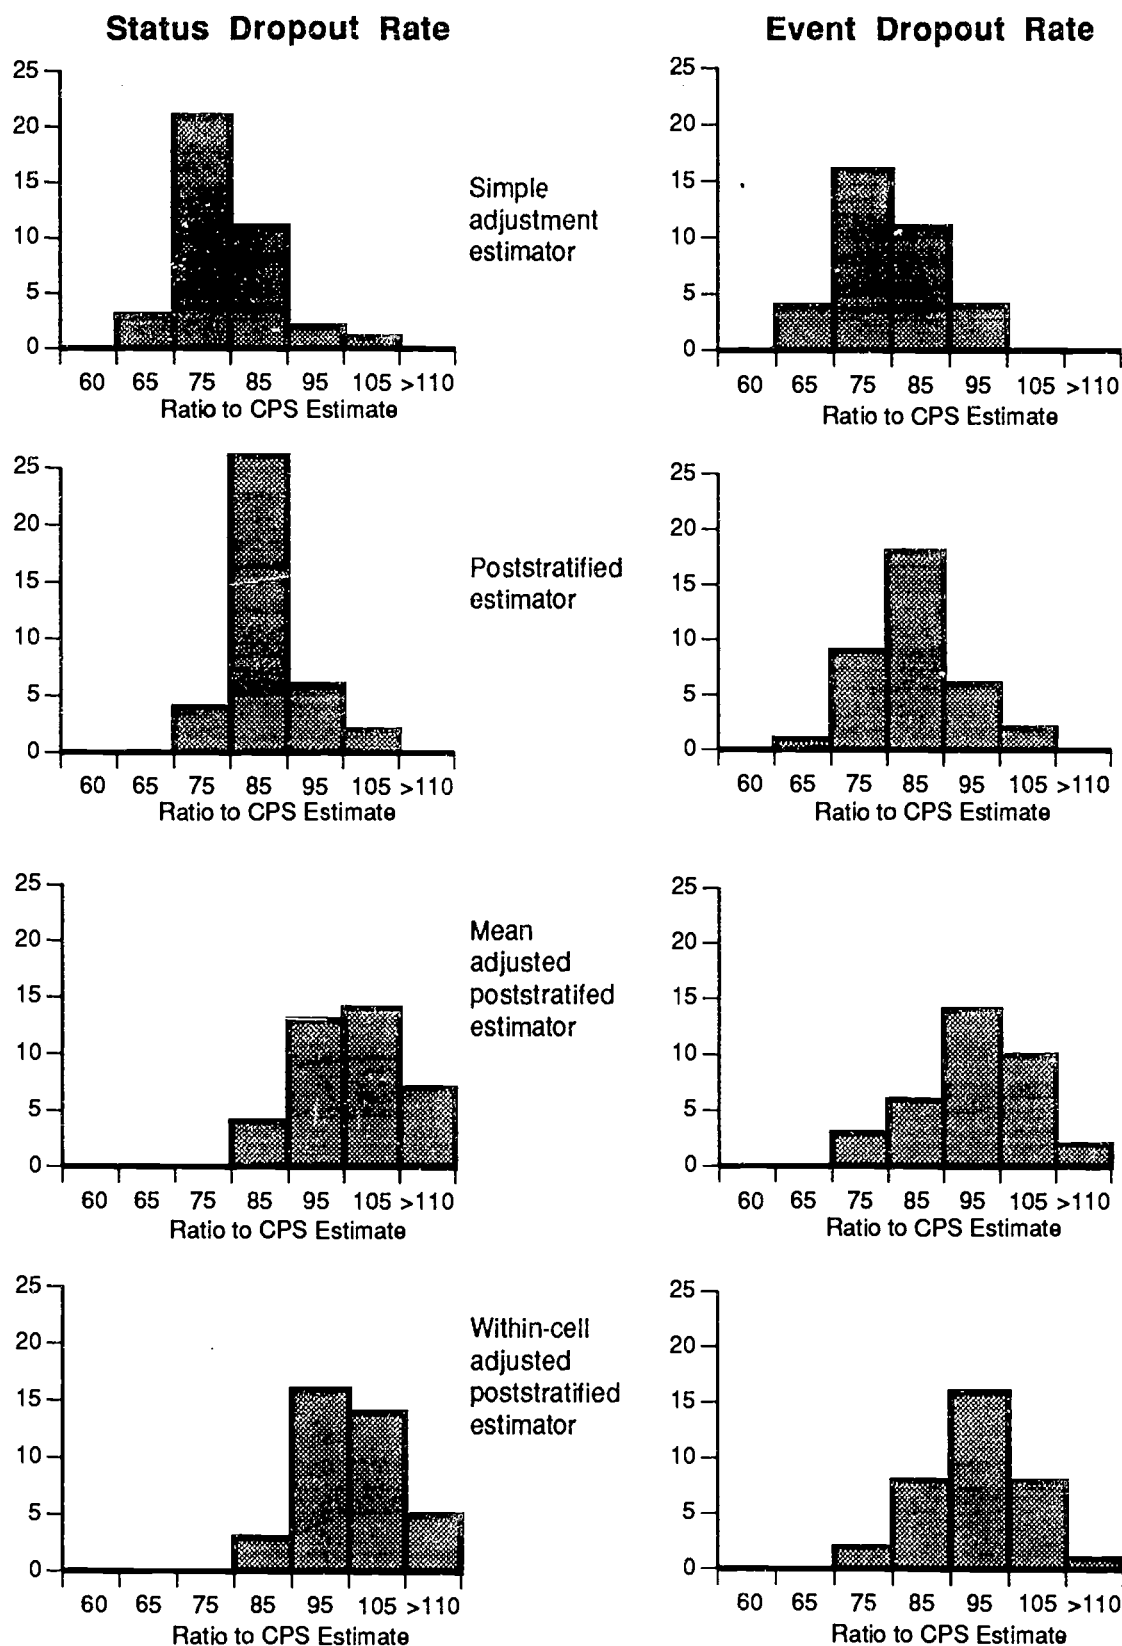 Status Dropout Rate
Event Dropout Rate
25
20
15
10
5
0
60 65 75 85 95 105 >110
Ratio to CPS Estimate
Simple
adjustment
estimator
25
20
15
10
5
0
60 65 75 85 95 105 >110
Ratio to CPS Estimate
25
20
15
10
5
0
60 65 75 85 95 105 >110
Ratio to CPS Estimate
Poststratified
estimator
25
20
15
10
5
0
60 65 75 85 95 105 >110
Ratio to CPS Estimate
25
20
15
10
5
0
60 65 75 85 95 105 >110
Ratio to CPS Estimate
Mean
adjusted
poststratifed
estimator
25
20
15
10
5
0
60 65 75 85 95 105 >110
Ratio to CPS Estimate
25
20
15
10
5
0
60 65 75 85 95 105 >110
Ratio to CPS Estimate
Within-cell
adjusted
poststratified
estimator
25
20
15
10
5
0
60 65 75 85 95 105 >110
Ratio to CPS Estimate